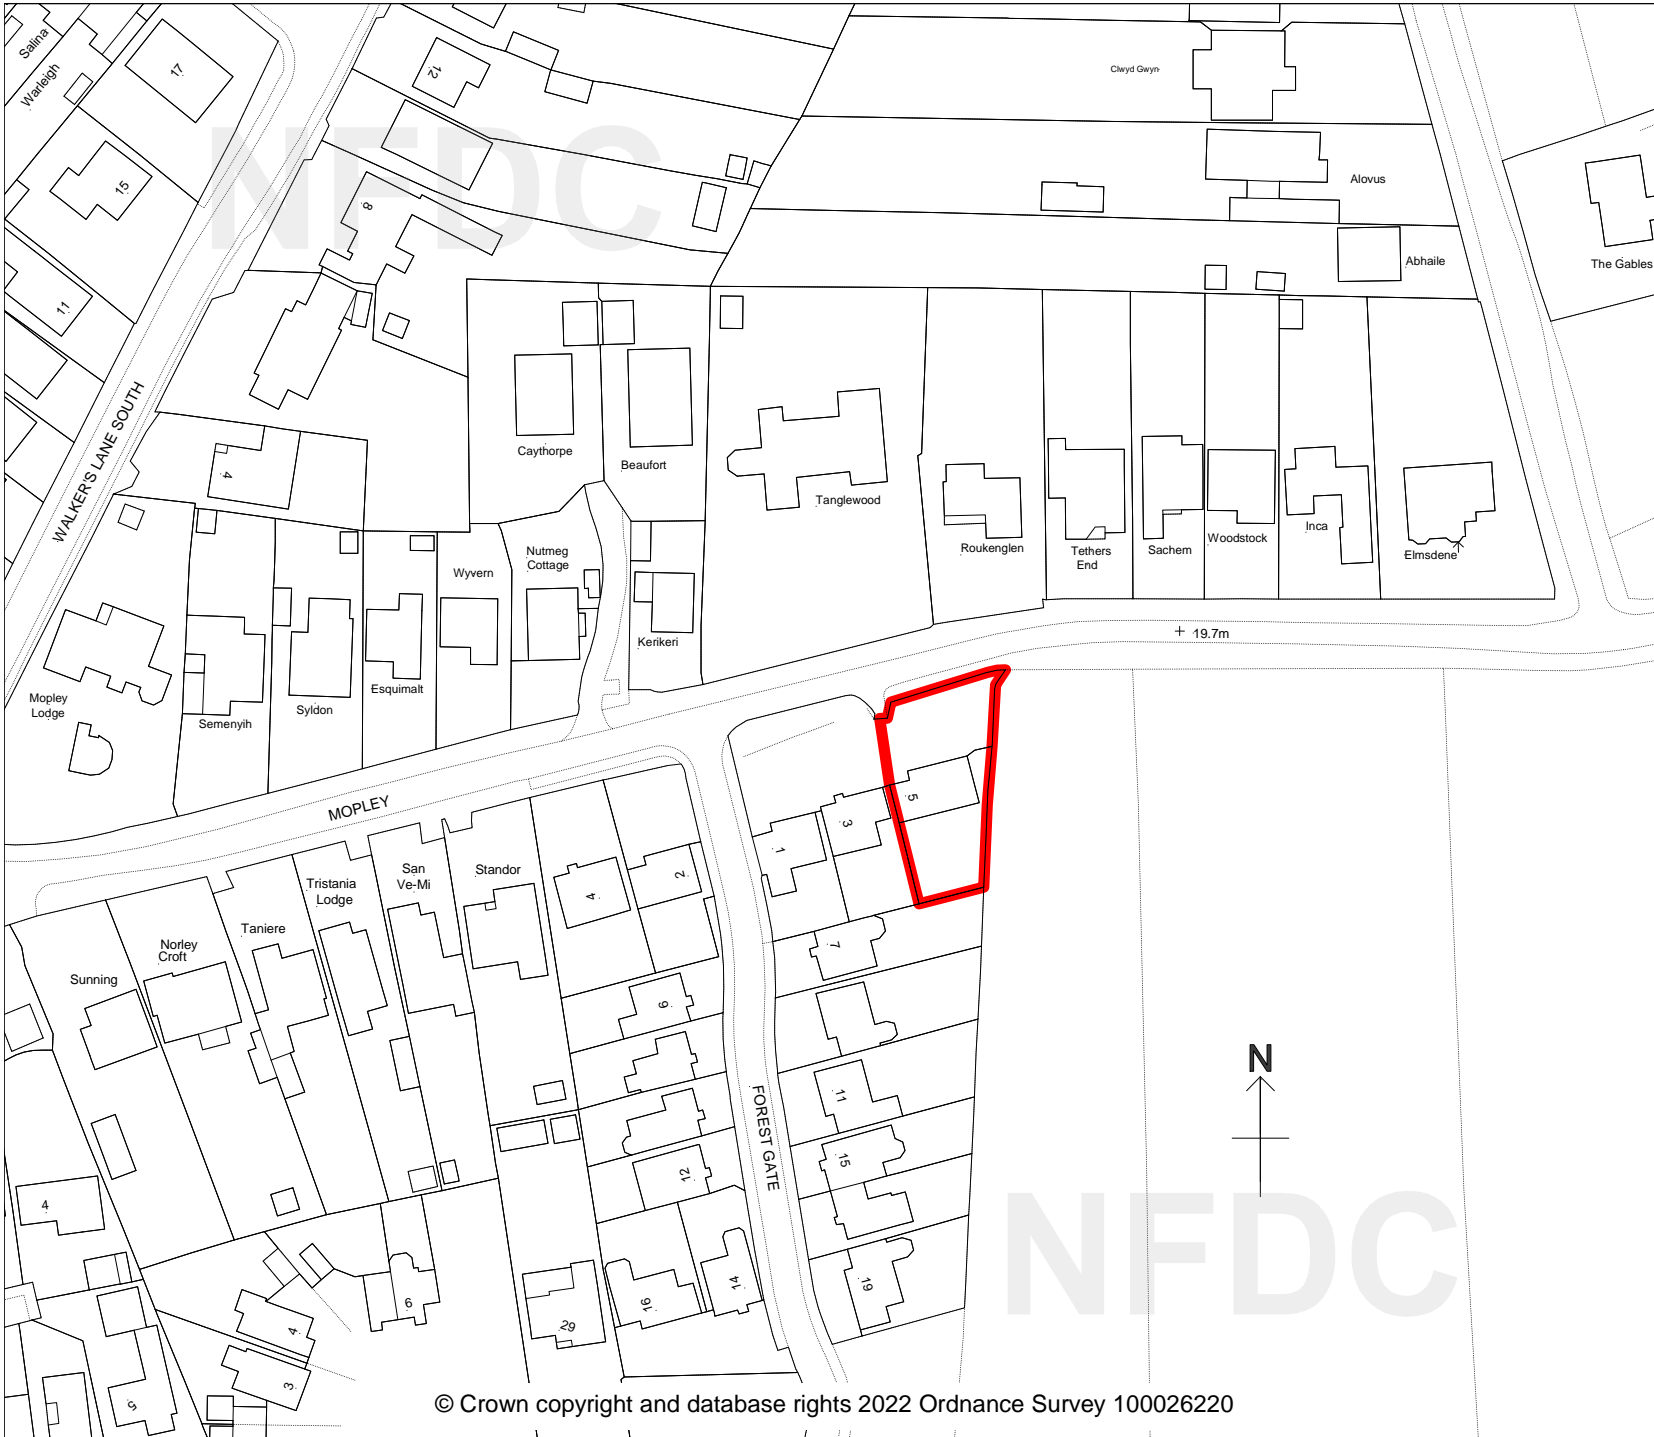 Salina
Warleigh
17
12
Clwyd Gwyn
NFDC
15
8
Alovus
11
Abhaile
The Gables
WALKER'S LANE SOUTH
4
Caythorpe
Beaufort
Tanglewood
Roukenglen
Tethers
End
Sachem
Woodstock
Inca
Elmsdene
Nutmeg
Cottage
Wyvern
Kerikeri
19.7m
Mopley
Lodge
Semenyih
Syldon
Esquimalt
MOPLEY
5
3
1
Tristania
Lodge
San
Ve-Mi
Standor
4
2
Taniere
Norley
Croft
Sunning
7
6
N
11
FOREST GATE
15
12
4
NFDC
19
14
16
6
29
4
3
5
© Crown copyright and database rights 2022 Ordnance Survey 100026220